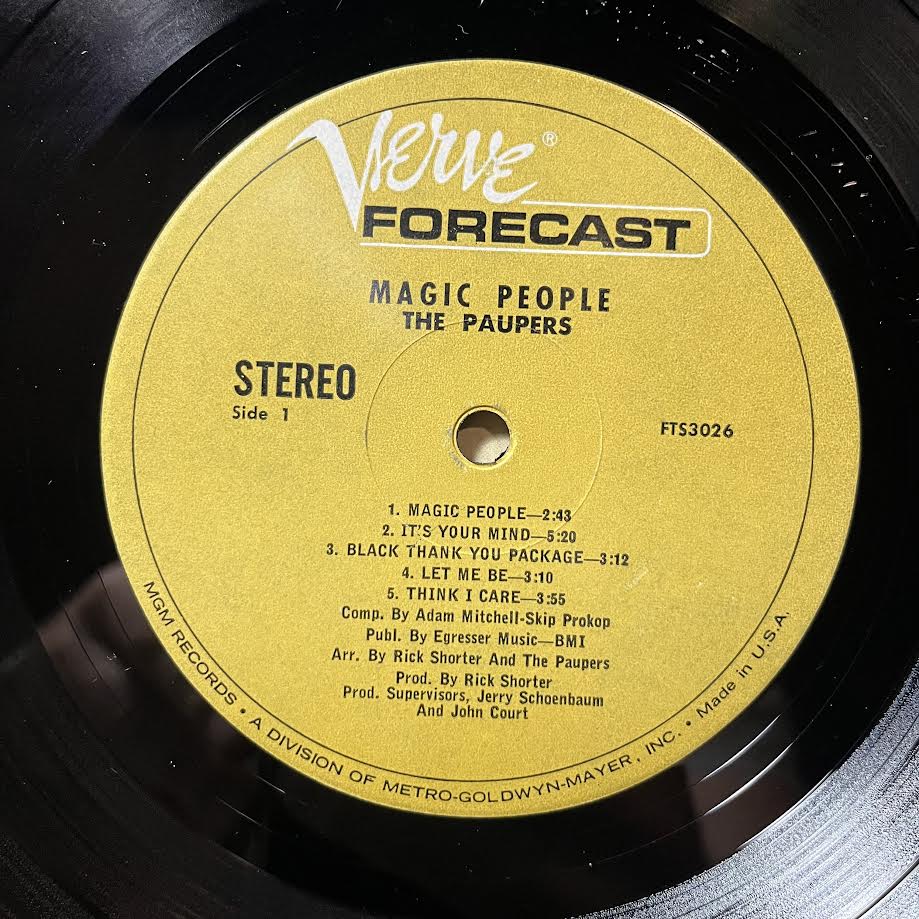 Verve®
FORECAST
MAGIC PEOPLE
THE PAUPERS
STEREO
Side 1
FTS3026
1. MAGIC PEOPLE—2:43
2. IT'S YOUR MIND—5:20
3. BLACK THANK YOU PACKAGE—3:12
4. LET ME BE—3:10
5. THINK I CARE—3:55
Comp. By Adam Mitchell-Skip Prokop
Publ. By Egresser Music—BMI
Arr. By Rick Shorter And The Paupers
Prod. By Rick Shorter
Prod. Supervisors, Jerry Schoenbaum
And John Court
MGM RECORDS • A DIVISION OF METRO-GOLDWYN-MAYER, INC. • Made in U.S.A.